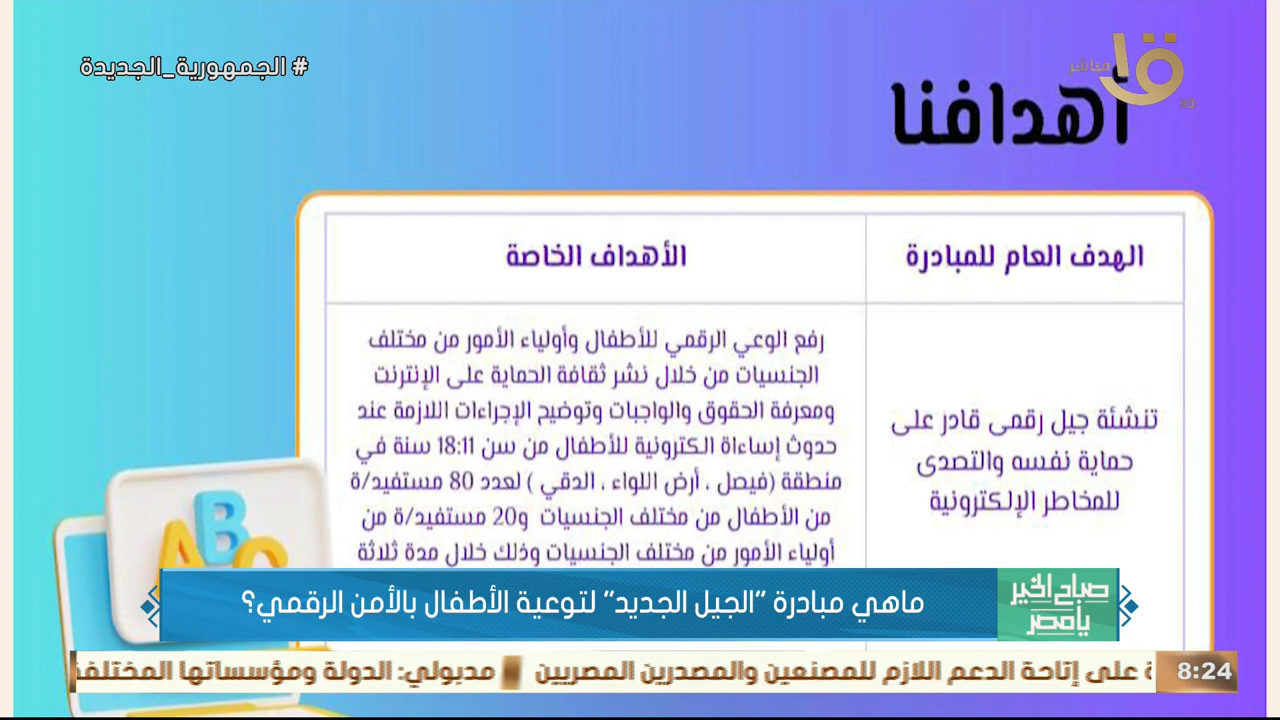 # الجمهورية_الجديدة
مباشر
أهدافنا
الهدف العام للمبادرة
الأهداف الخاصة
تنشئة جيل رقمى قادر على
حماية نفسه والتصدى
للمخاطر الإلكترونية
رفع الوعي الرقمي للأطفال وأولياء الأمور من مختلف
الجنسيات من خلال نشر ثقافة الحماية على الإنترنت
ومعرفة الحقوق والواجبات وتوضيح الإجراءات اللازمة عند
حدوث إساءاة الكترونية للأطفال من سن 18:11 سنة في
منطقة (فيصل ، أرض اللواء ، الدقي ) لعدد 80 مستفيد/ة
من الأطفال من مختلف الجنسيات و20 مستفيد/ة من
أولياء الأمور من مختلف الجنسيات وذلك خلال مدة ثلاثة
ABC
صباح الخير
يا مصر
ماهي مبادرة "الجيل الجديد" لتوعية الأطفال بالأمن الرقمي؟
8:24
على إتاحة الدعم اللازم للمصنعين والمصدرين المصريين مدبولي: الدولة ومؤسساتها المختلفة